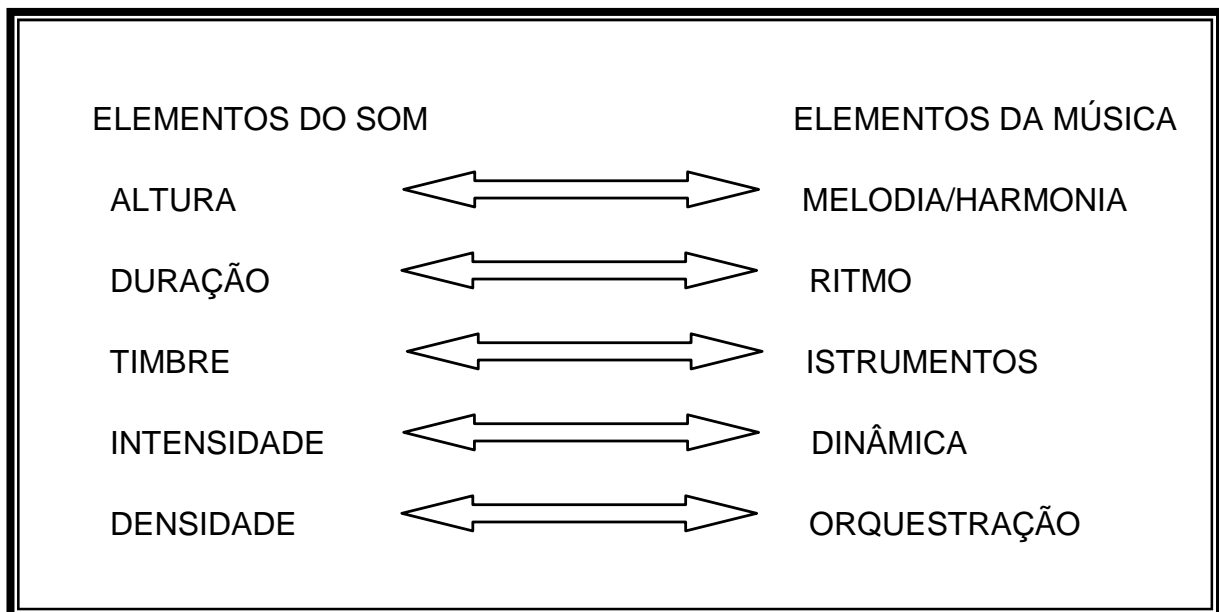 ELEMENTOS DO SOM ELEMENTOS DA MÚSICA
ALTURA MELODIA/HARMONIA
DURAÇÃO RITMO
TIMBRE ISTRUMENTOS
INTENSIDADE DINÂMICA
DENSIDADE ORQUESTRAÇÃO